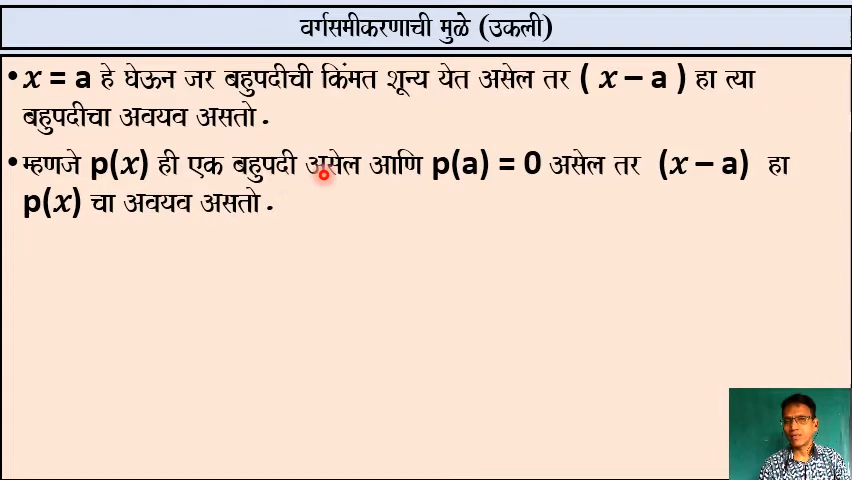 वर्गसमीकरणाची मुळे (उकली)
• x = a हे घेऊन जर बहुपदीची किंमत शून्य येत असेल तर ( x – a ) हा त्या
बहुपदीचा अवयव असतो.
• म्हणजे p(x) ही एक बहुपदी असेल आणि p(a) = 0 असेल तर (x – a) हा
p(x) चा अवयव असतो.